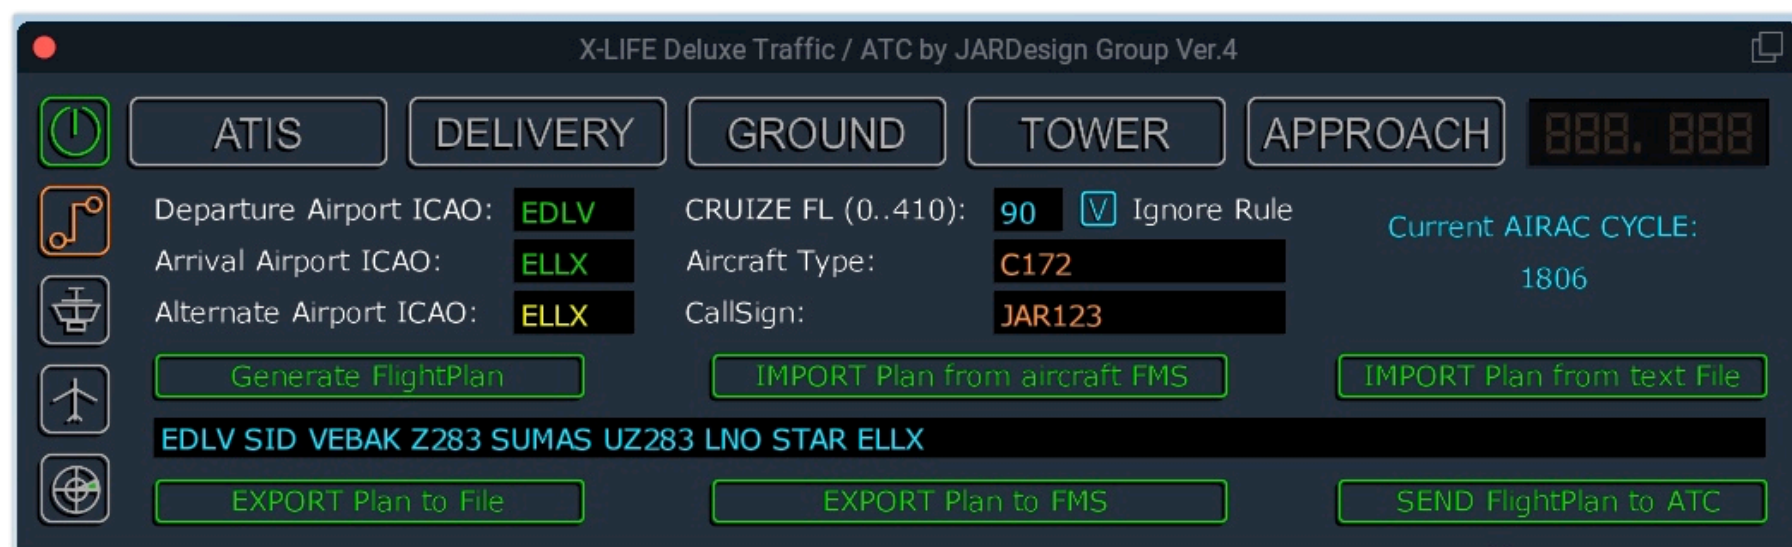 X-LIFE Deluxe Traffic / ATC by JARDesign Group Ver.4
ATIS DELIVERY GROUND TOWER APPROACH 888.888
Departure Airport ICAO: EDLV CRUIZE FL (0..410): 90 V Ignore Rule
Current AIRAC CYCLE:
Arrival Airport ICAO: ELLX Aircraft Type: C172
1806
Alternate Airport ICAO: ELLX CallSign: JAR123
Generate FlightPlan IMPORT Plan from aircraft FMS IMPORT Plan from text File
EDLV SID VEBAK Z283 SUMAS UZ283 LNO STAR ELLX
EXPORT Plan to File EXPORT Plan to FMS SEND FlightPlan to ATC